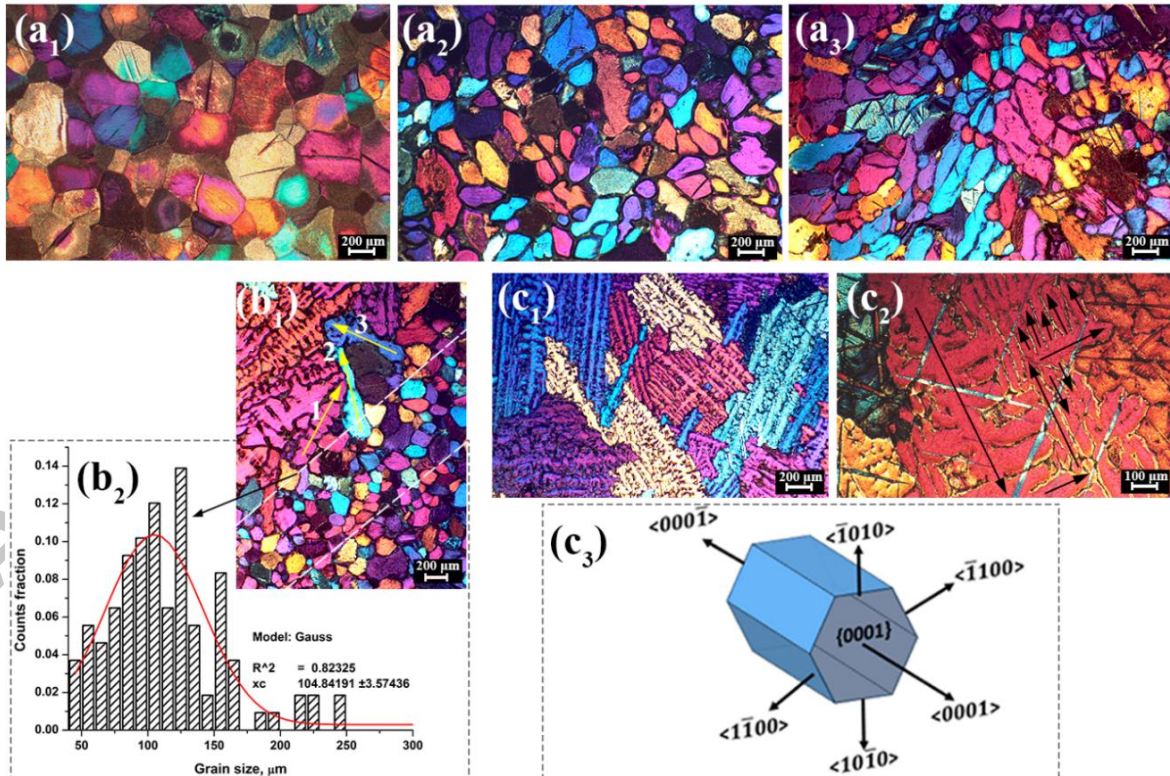 (a1)
200 μm
(a2)
200 μm
(a3)
200 μm
(b1)
1
2
3
200 μm
(c1)
200 μm
(c2)
100 μm
(b2)
Counts fraction
0.14
0.12
0.10
0.08
0.06
0.04
0.02
0.00
Model: Gauss
R^2 = 0.82325
xc 104.84191 ±3.57436
50 100 150 200 250 300
Grain size, μm
(c3)
<0001̄>
<1̄010>
<1̄100>
{0001}
<0001>
<11̄00>
<101̄0>